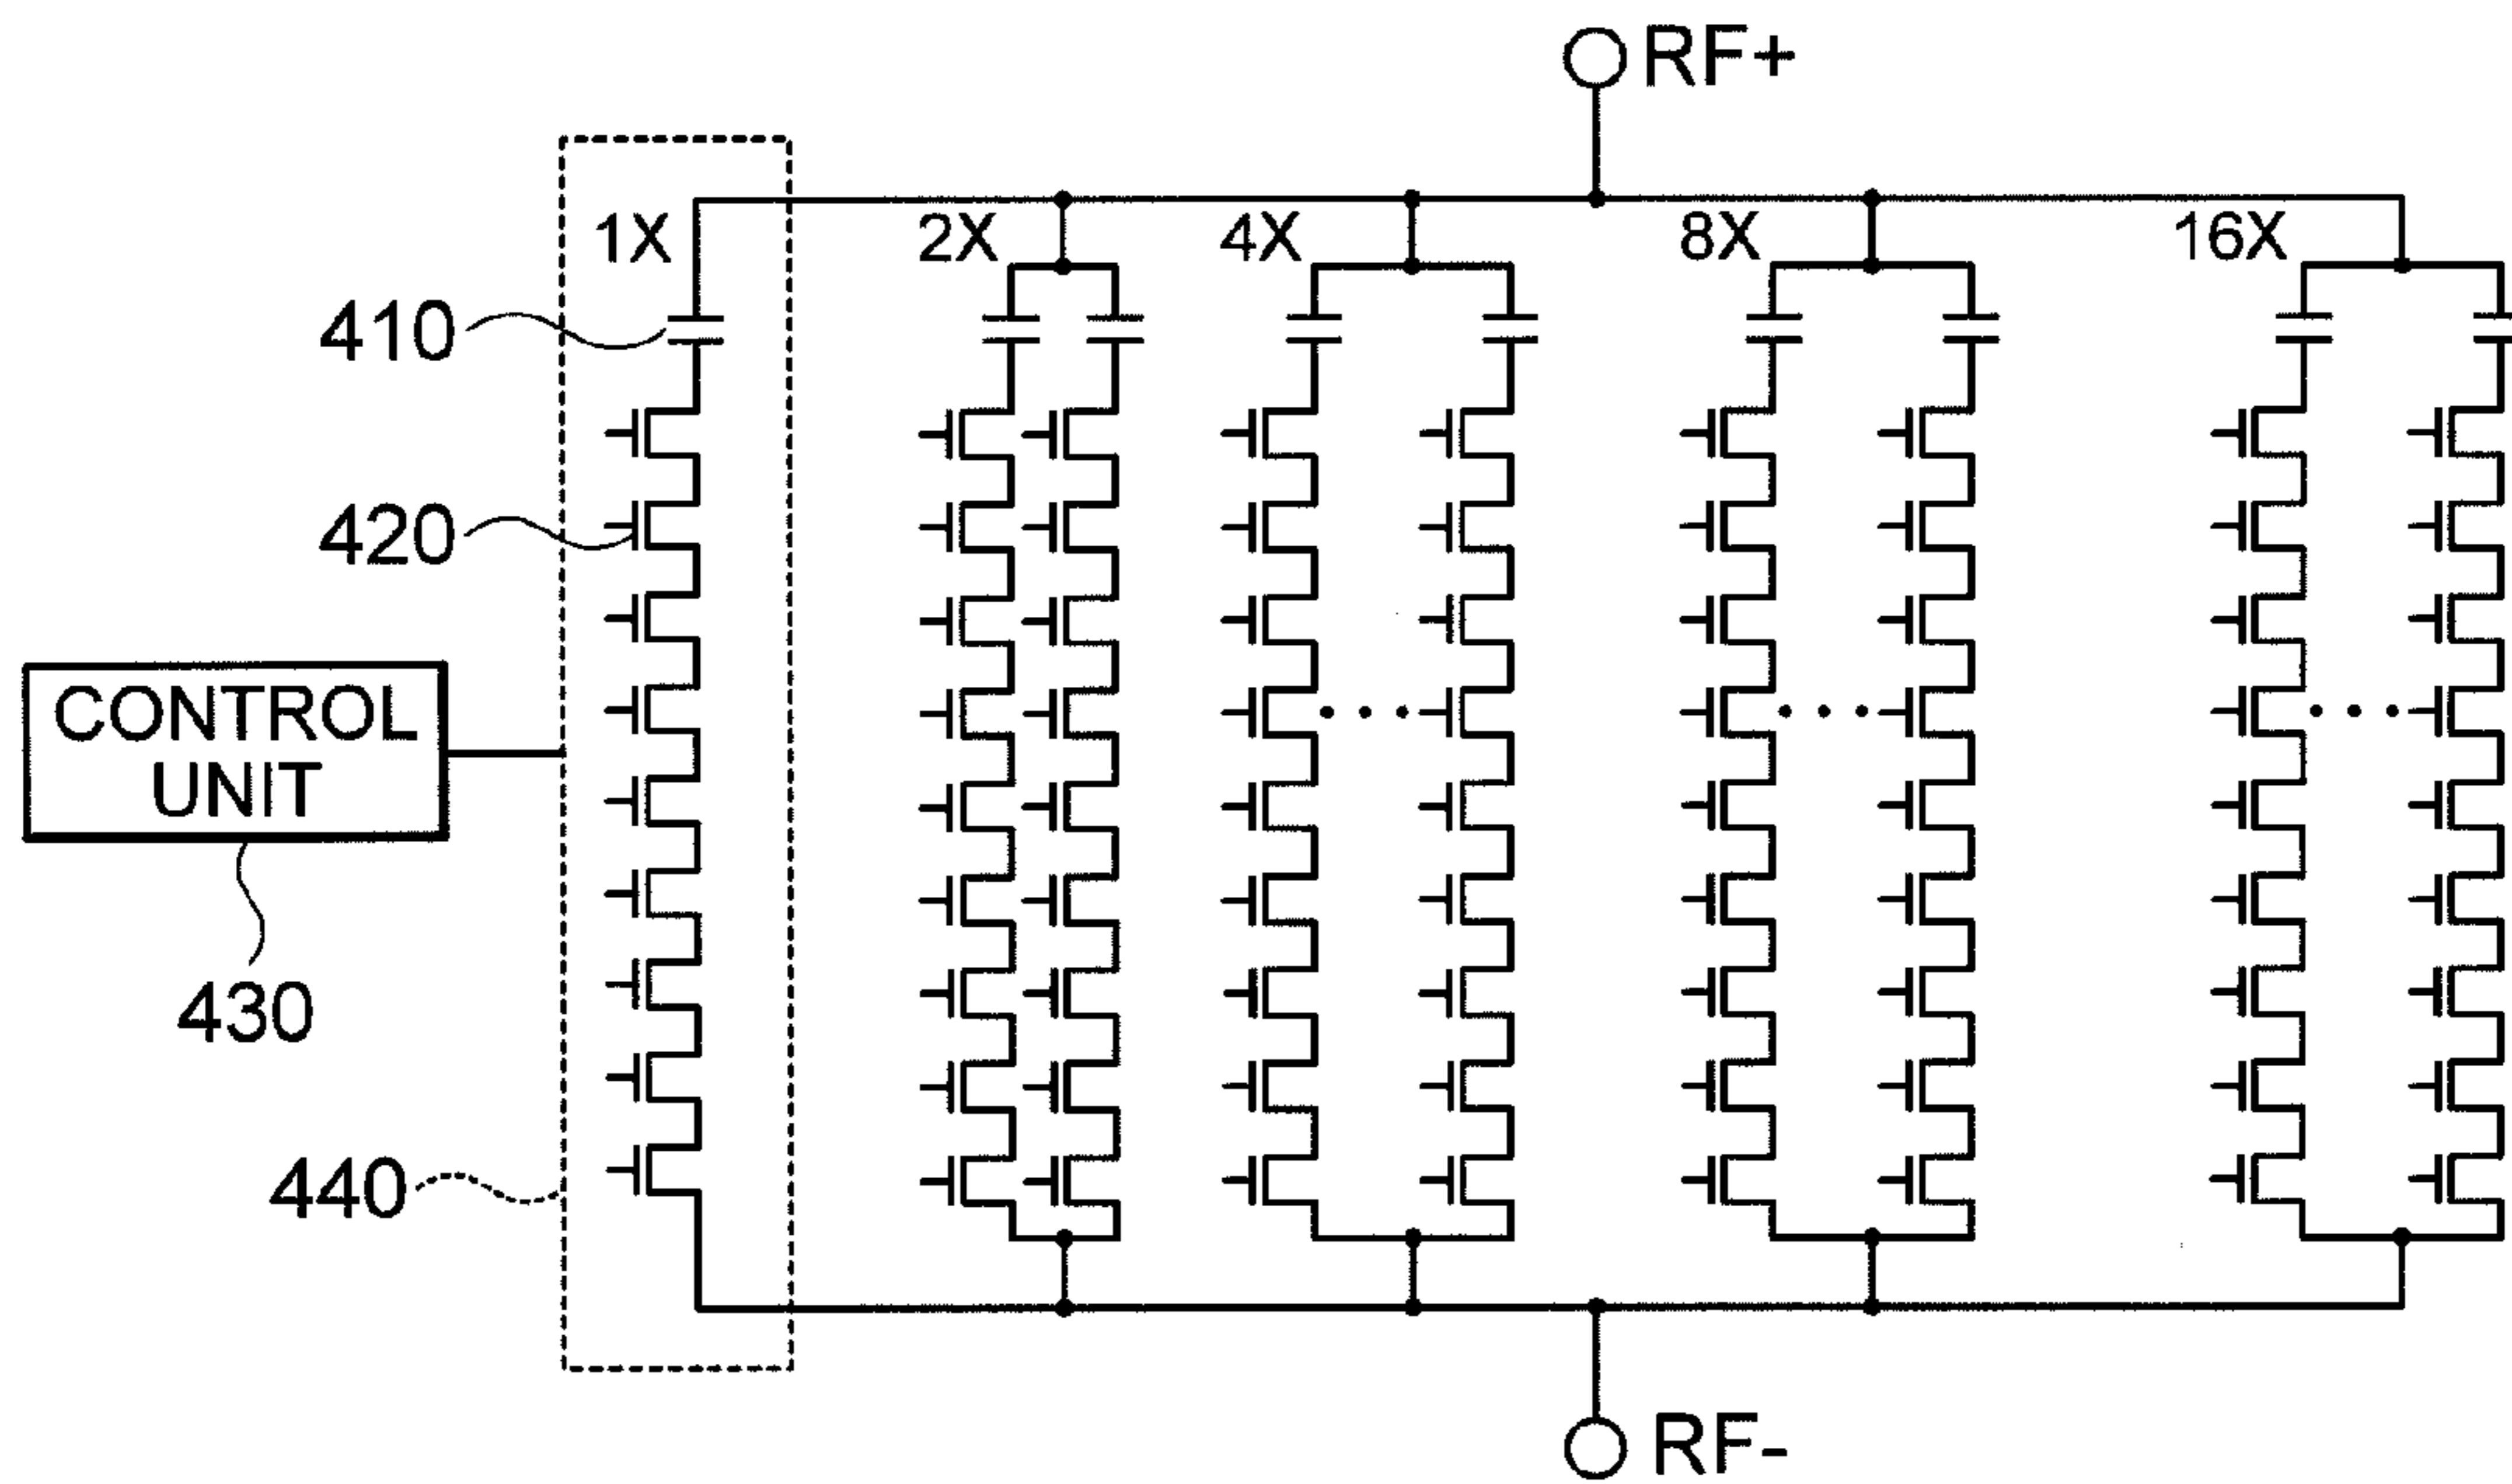 RF+
1X
2X
4X
8X
16X
410
420
CONTROL
UNIT
430
440
RF-